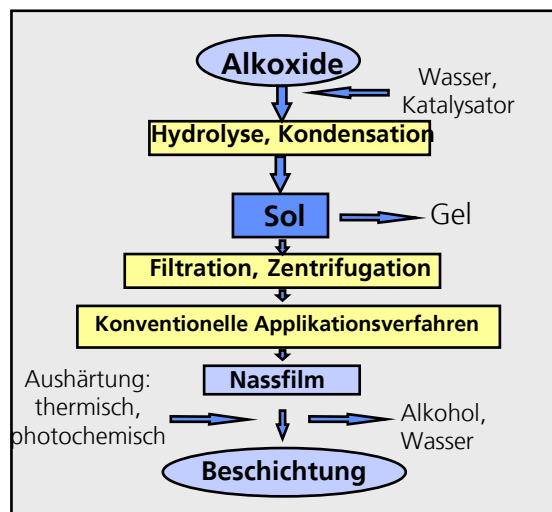 Alkoxide
Wasser,
Katalysator
Hydrolyse, Kondensation
Sol
Gel
Filtration, Zentrifugation
Konventionelle Applikationsverfahren
Nassfilm
Aushärtung:
thermisch,
photochemisch
Alkohol,
Wasser
Beschichtung